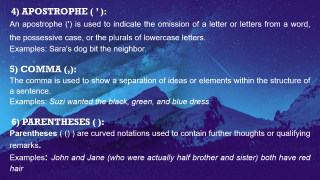 4) APOSTROPHE ( ' ):
An apostrophe (') is used to indicate the omission of a letter or letters from a word,
the possessive case, or the plurals of lowercase letters.
Examples: Sara's dog bit the neighbor.
5) COMMA (,):
The comma is used to show a separation of ideas or elements within the structure of
a sentence.
Examples: Suzi wanted the black, green, and blue dress
6) PARENTHESES ( ):
Parentheses ( () ) are curved notations used to contain further thoughts or qualifying
remarks.
Examples: John and Jane (who were actually half brother and sister) both have red
hair